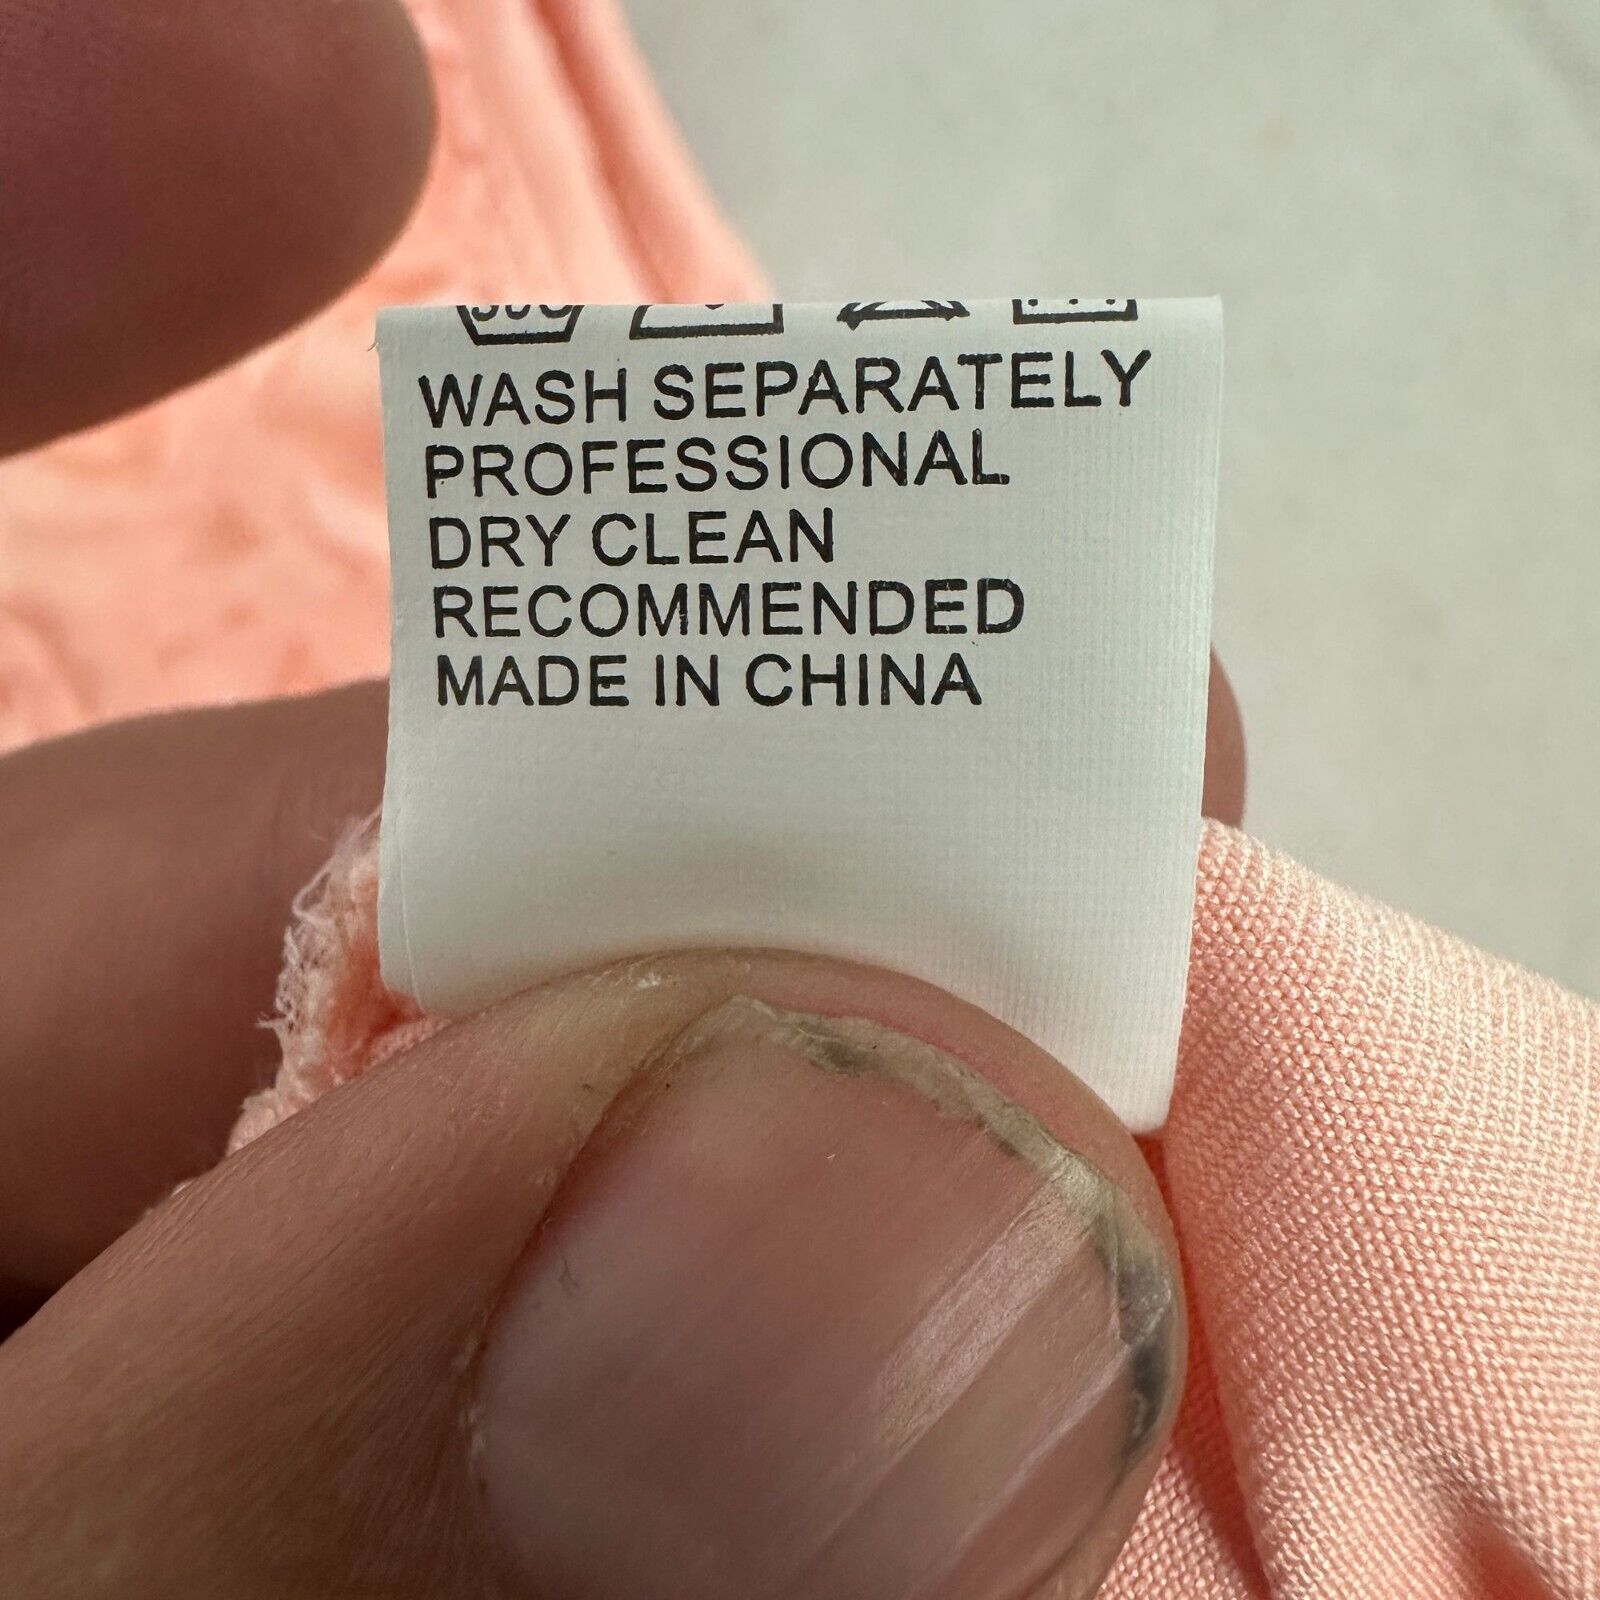 WASH SEPARATELY
PROFESSIONAL
DRY CLEAN
RECOMMENDED
MADE IN CHINA